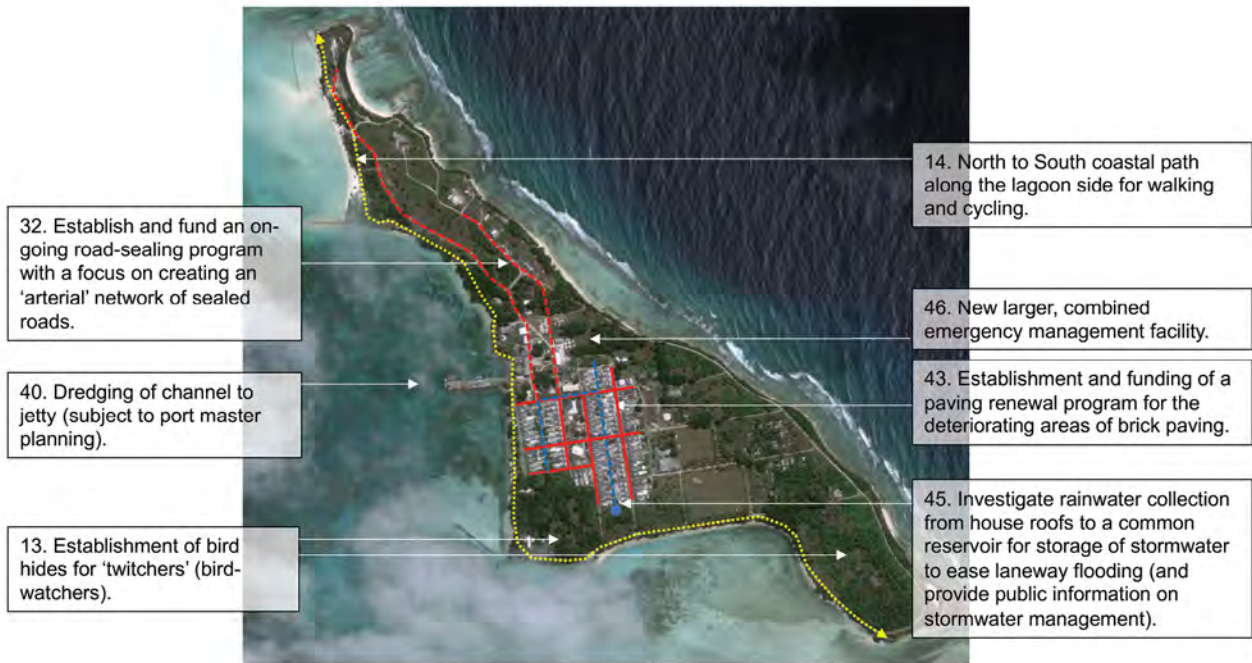 32. Establish and fund an on-
going road-sealing program
with a focus on creating an
‘arterial’ network of sealed
roads.
40. Dredging of channel to
jetty (subject to port master
planning).
13. Establishment of bird
hides for ‘twitchers’ (bird-
watchers).
14. North to South coastal path
along the lagoon side for walking
and cycling.
46. New larger, combined
emergency management facility.
43. Establishment and funding of a
paving renewal program for the
deteriorating areas of brick paving.
45. Investigate rainwater collection
from house roofs to a common
reservoir for storage of stormwater
to ease laneway flooding (and
provide public information on
stormwater management).